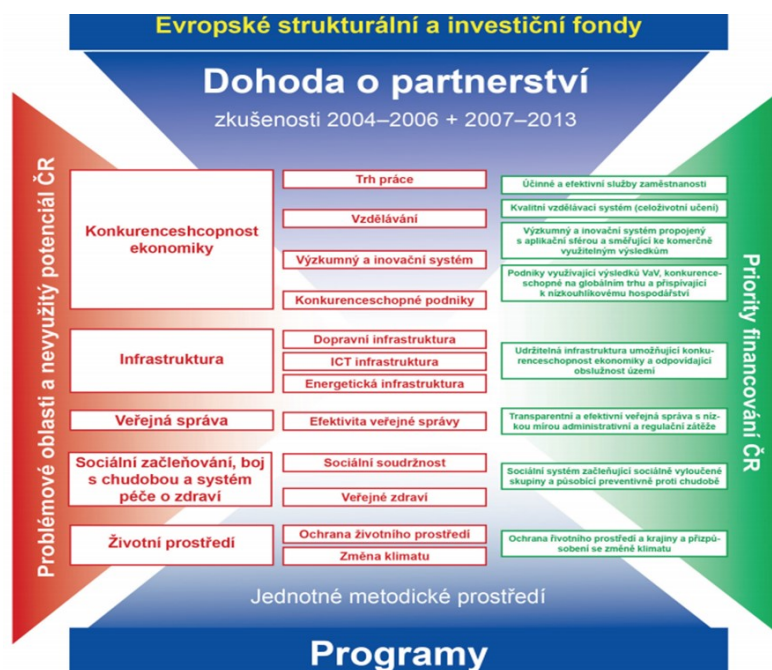 Evropské strukturální a investiční fondy
Dohoda o partnerství
zkušenosti 2004–2006 + 2007–2013
Problémové oblasti a nevyužitý potenciál ČR
Konkurenceshcopnost
ekonomiky
Infrastruktura
Veřejná správa
Sociální začleňování, boj
s chudobou a systém
péče o zdraví
Životní prostředí
Trh práce
Vzdělávání
Výzkumný a inovační systém
Konkurenceschopné podniky
Dopravní infrastruktura
ICT infrastruktura
Energetická infrastruktura
Efektivita veřejné správy
Sociální soudržnost
Veřejné zdraví
Ochrana životního prostředí
Změna klimatu
Účinné a efektivní služby zaměstnanosti
Kvalitní vzdělávací systém (celoživotní učení)
Výzkumný a inovační systém propojený
s aplikační sférou a směřující ke komerčně
využitelným výsledkům
Podniky využívající výsledků VaV, konkurence-
schopné na globálním trhu a přispívající
k nízkouhlíkovému hospodářství
Udržitelná infrastruktura umožňující konku-
renceschopnost ekonomiky a odpovídající
obslužnost území
Transparentní a efektivní veřejná správa s níz-
kou mírou administrativní a regulační zátěže
Sociální systém začleňující sociálně vyloučené
skupiny a působící preventivně proti chudobě
Ochrana řivotního prostředí a krajiny a přizpů-
sobení se změně klimatu
Priority financování ČR
Jednotné metodické prostředí
Programy